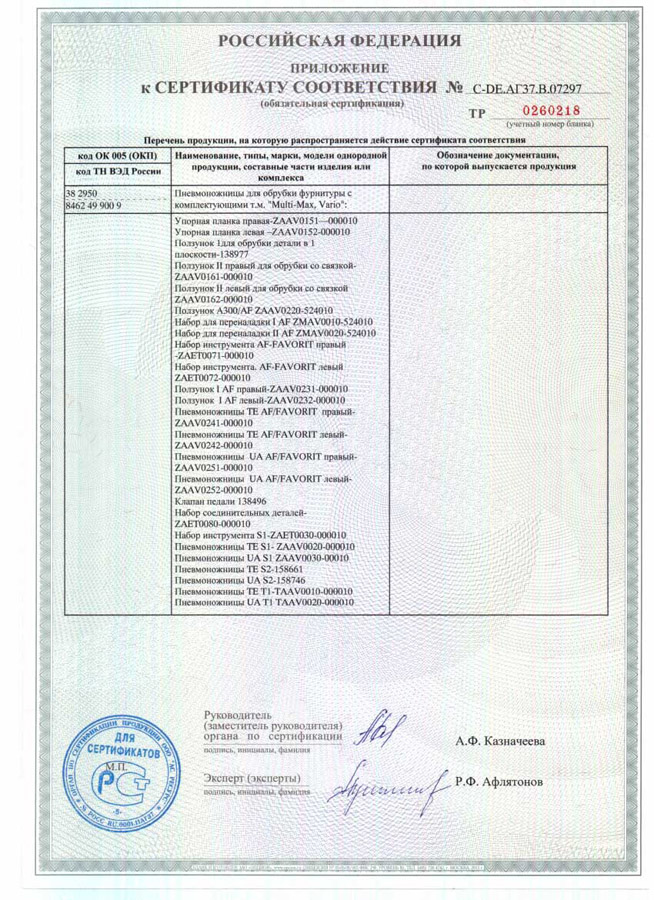 РОССИЙСКАЯ ФЕДЕРАЦИЯ
ПРИЛОЖЕНИЕ
к СЕРТИФИКАТУ СООТВЕТСТВИЯ № C-DE.АГ37.В.07297
(обязательная сертификация)
ТР 0260218
(учетный номер бланка)
Перечень продукции, на которую распространяется действие сертификата соответствия
код ОК 005 (ОКП)
код ТН ВЭД России
Наименование, типы, марки, модели однородной
продукции, составные части изделия или
комплекса
Обозначение документации,
по которой выпускается продукция
38 2950
8462 49 900 9
Пневмоножницы для обрубки фурнитуры с
комплектующими т.м. "Multi-Max, Vario":
Упорная планка правая-ZAAV0151—000010
Упорная планка левая –ZAAV0152-000010
Ползунок 1для обрубки детали в 1
плоскости-138977
Ползунок II правый для обрубки со связкой-
ZAAV0161-000010
Ползунок II левый для обрубки со связкой
ZAAV0162-000010
Ползунок А300/AF ZAAV0220-524010
Набор для переналадки I AF ZMAV0010-524010
Набор для переналадки II AF ZMAV0020-524010
Набор инструмента AF-FAVORIT правый
-ZAET0071-000010
Набор инструмента. AF-FAVORIT левый
ZAET0072-000010
Ползунок I AF правый-ZAAV0231-000010
Ползунок I AF левый-ZAAV0232-000010
Пневмоножницы TE AF/FAVORIT правый-
ZAAV0241-000010
Пневмоножницы TE AF/FAVORIT левый-
ZAAV0242-000010
Пневмоножницы UA AF/FAVORIT правый-
ZAAV0251-000010
Пневмоножницы UA AF/FAVORIT левый-
ZAAV0252-000010
Клапан педали 138496
Набор соединительных деталей-
ZAET0080-000010
Набор инструмента S1-ZAET0030-000010
Пневмоножницы TE S1- ZAAV0020-000010
Пневмоножницы UA S1 ZAAV0030-00010
Пневмоножницы TE S2-158661
Пневмоножницы UA S2-158746
Пневмоножницы TE T1-TAAV0010-000010
Пневмоножницы UA T1 TAAV0020-000010
Руководитель
(заместитель руководителя)
органа по сертификации
подпись, инициалы, фамилия
А.Ф. Казначеева
Эксперт (эксперты)
подпись, инициалы, фамилия
Р.Ф. Афлятонов
ДЛЯ
СЕРТИФИКАТОВ
М.П.
ОРГАН ПО СЕРТИФИКАЦИИ ПРОДУКЦИИ ООО